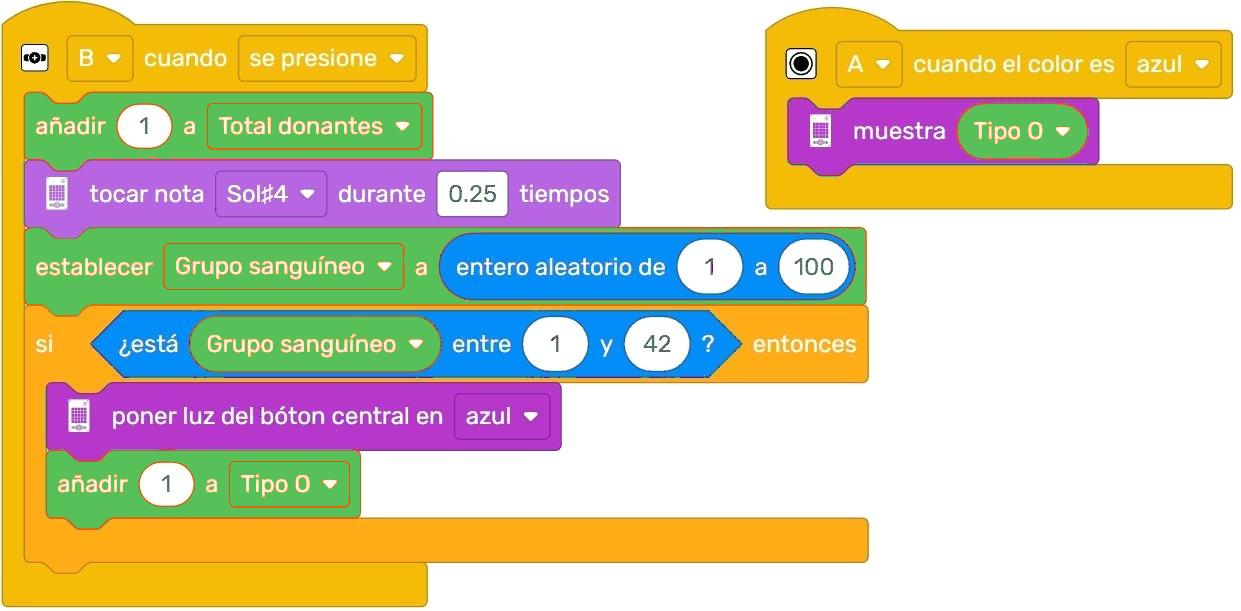 B cuando se presione
añadir 1 a Total donantes
tocar nota Sol♯4 durante 0.25 tiempos
establecer Grupo sanguíneo a entero aleatorio de 1 a 100
si ¿está Grupo sanguíneo entre 1 y 42 ? entonces
poner luz del bóton central en azul
añadir 1 a Tipo O
A cuando el color es azul
muestra Tipo O